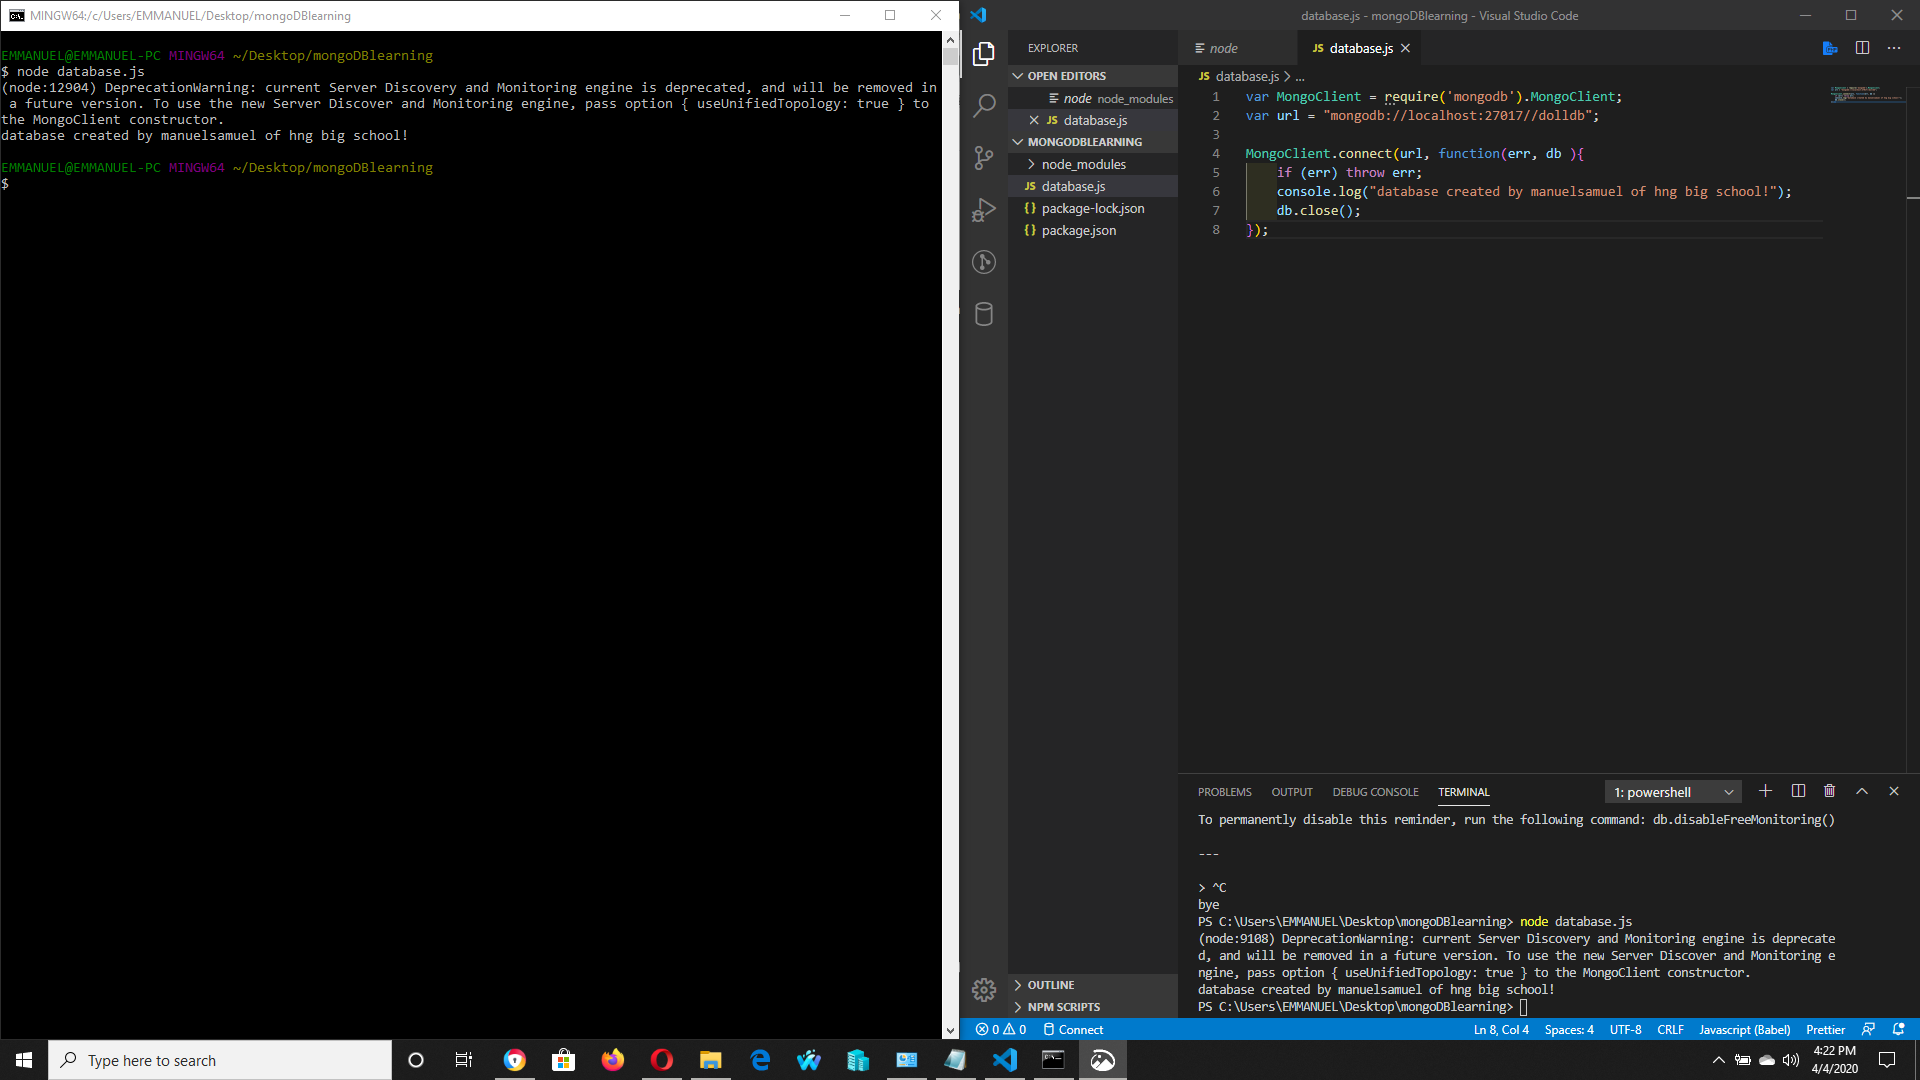 MINGW64:/c/Users/EMMANUEL/Desktop/mongoDBlearning
EMMANUEL@EMMANUEL-PC MINGW64 ~/Desktop/mongoDBlearning
$ node database.js
(node:12904) DeprecationWarning: current Server Discovery and Monitoring engine is deprecated, and will be removed in
a future version. To use the new Server Discover and Monitoring engine, pass option { useUnifiedTopology: true } to
the MongoClient constructor.
database created by manuelsamuel of hng big school!
EMMANUEL@EMMANUEL-PC MINGW64 ~/Desktop/mongoDBlearning
$
database.js - mongoDBlearning - Visual Studio Code
EXPLORER
OPEN EDITORS
node node_modules
JS database.js
MONGODBLEARNING
node_modules
JS database.js
{} package-lock.json
{} package.json
OUTLINE
NPM SCRIPTS
node
JS database.js
JS database.js > ...
1 var MongoClient = require('mongodb').MongoClient;
2 var url = "mongodb://localhost:27017//dolldb";
3
4 MongoClient.connect(url, function(err, db ){
5 if (err) throw err;
6 console.log("database created by manuelsamuel of hng big school!");
7 db.close();
8 });
PROBLEMS OUTPUT DEBUG CONSOLE TERMINAL 1: powershell
To permanently disable this reminder, run the following command: db.disableFreeMonitoring()
---
> ^C
bye
PS C:\Users\EMMANUEL\Desktop\mongoDBlearning> node database.js
(node:9108) DeprecationWarning: current Server Discovery and Monitoring engine is deprecate
d, and will be removed in a future version. To use the new Server Discover and Monitoring e
ngine, pass option { useUnifiedTopology: true } to the MongoClient constructor.
database created by manuelsamuel of hng big school!
PS C:\Users\EMMANUEL\Desktop\mongoDBlearning>
0 0 Connect Ln 8, Col 4 Spaces: 4 UTF-8 CRLF Javascript (Babel) Prettier
Type here to search
4:22 PM
4/4/2020